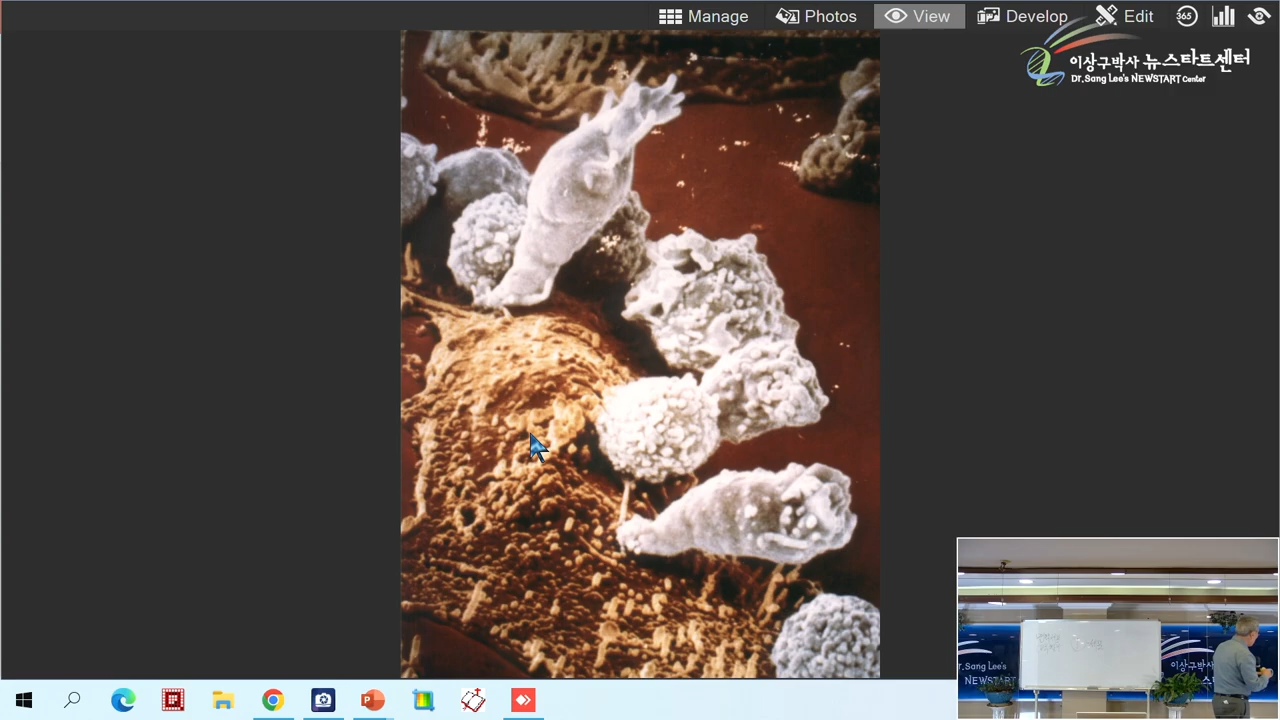 Manage
Photos
View
Develop
Edit
365
이상구박사 뉴스타트센터
Dr.Sang Lee's NEWSTART Center
r.Sang Lee's
NEWSTART
이상구박사
NEWST